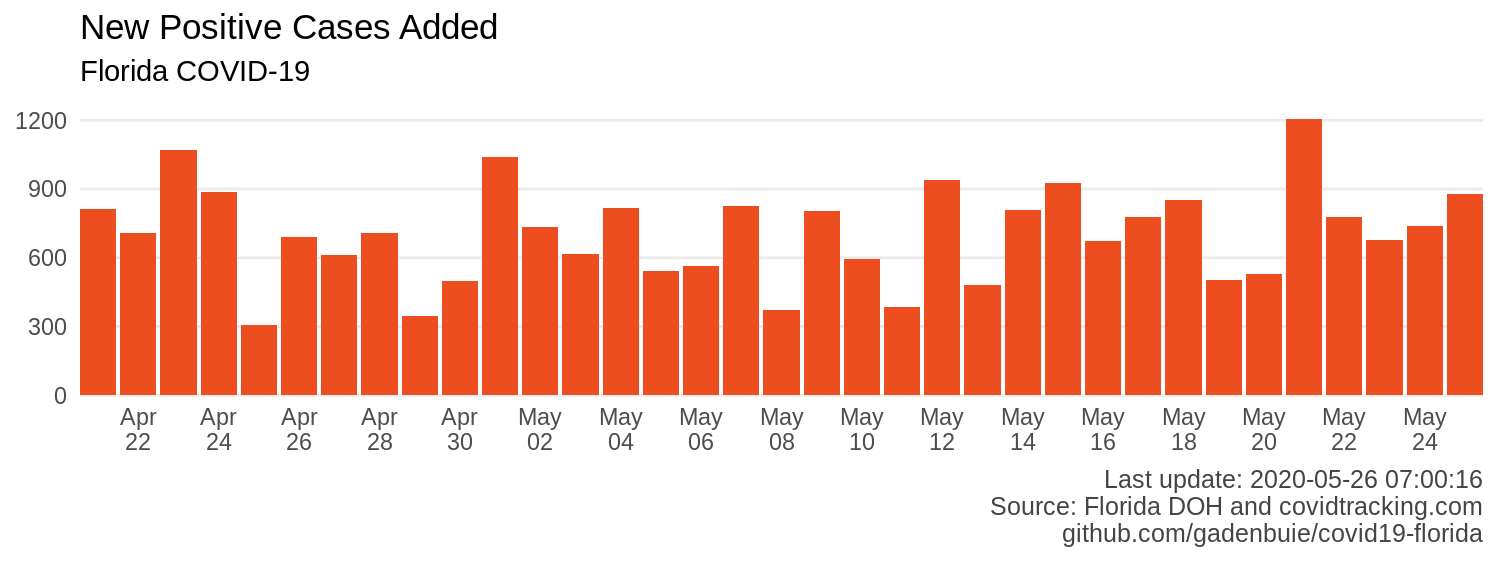 New Positive Cases Added
Florida COVID-19
1200
900
600
300
0
Apr Apr Apr Apr Apr May May May May May May May May May May May May
22 24 26 28 30 02 04 06 08 10 12 14 16 18 20 22 24
Last update: 2020-05-26 07:00:16
Source: Florida DOH and covidtracking.com
github.com/gadenbuie/covid19-florida